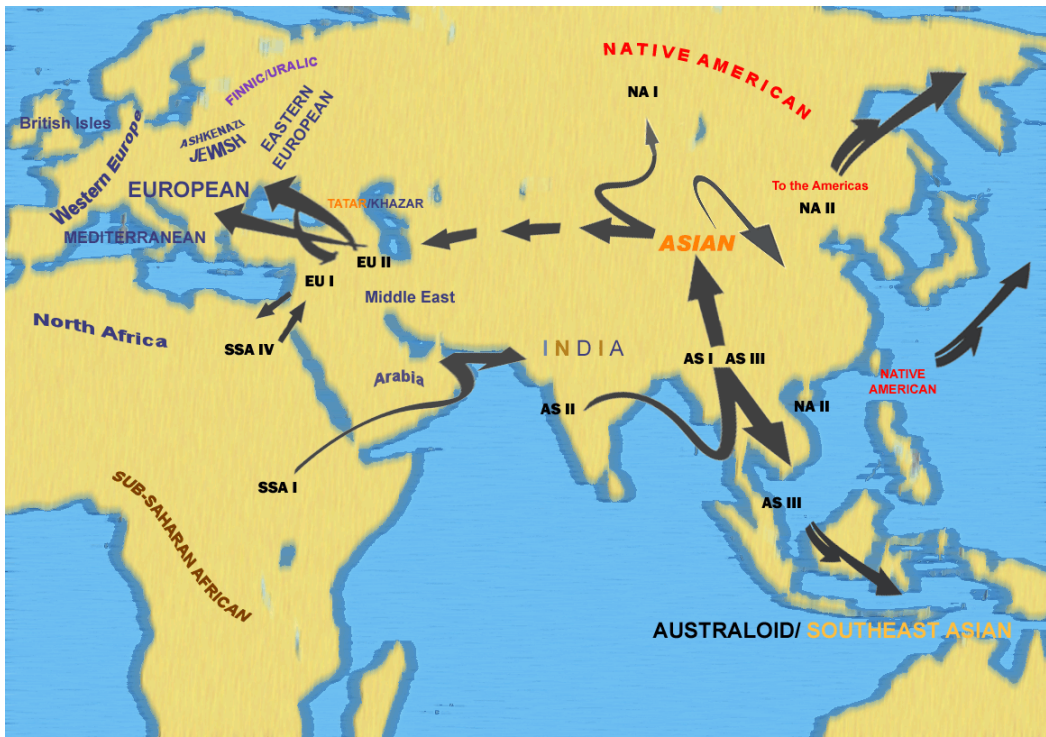 NATIVE AMERICAN
FINNIC/URALIC
NA I
British Isles
ASHKENAZI
JEWISH
EASTERN
EUROPEAN
Western Europe
EUROPEAN
To the Americas
TATAR/KHAZAR
NA II
MEDITERRANEAN
ASIAN
EU II
EU I
Middle East
North Africa
SSA IV
INDIA
AS I AS III
Arabia
NATIVE
AMERICAN
AS II
NA II
SSA I
SUB-SAHARAN AFRICAN
AS III
AUSTRALOID/ SOUTHEAST ASIAN